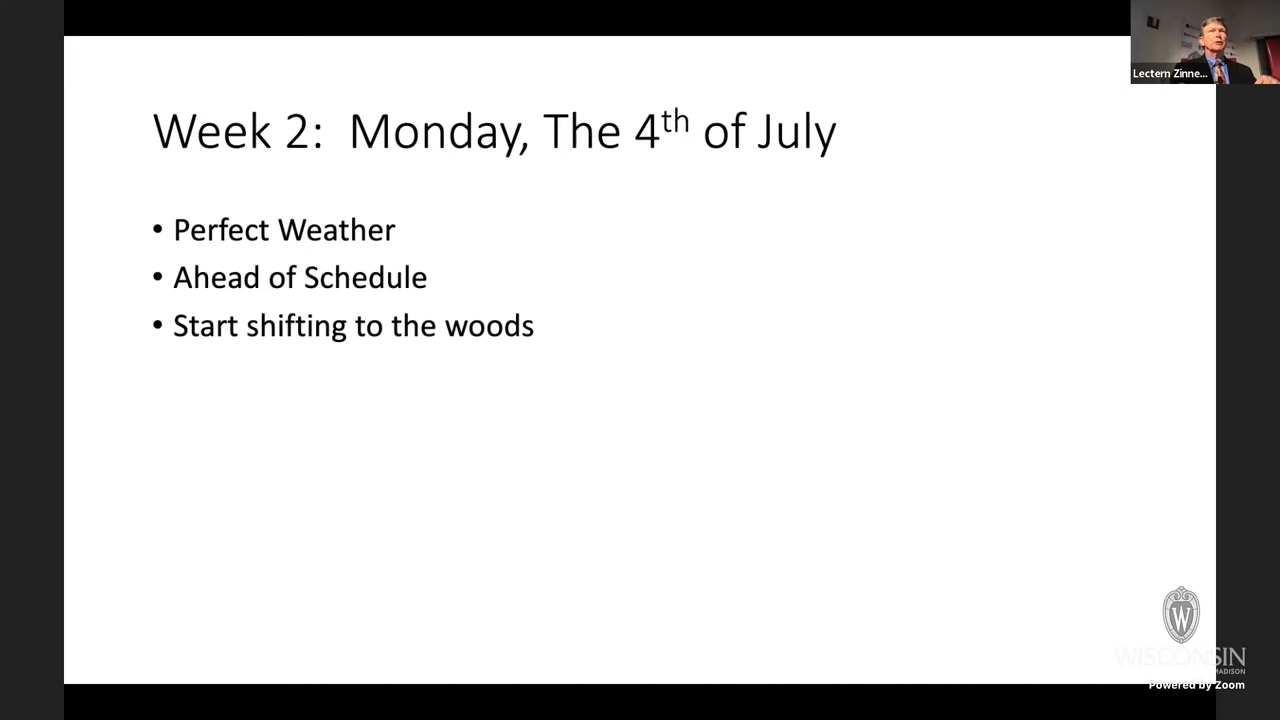 Lectern Zinne...
Week 2: Monday, The 4th of July
• Perfect Weather
• Ahead of Schedule
• Start shifting to the woods
W
WISCONSIN
MADISON
Powered by Zoom